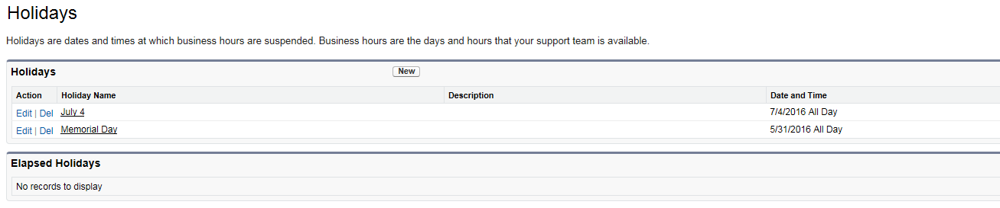 Holidays
Holidays are dates and times at which business hours are suspended. Business hours are the days and hours that your support team is available.
Holidays New
Action Holiday Name Description Date and Time
Edit | Del July 4 7/4/2016 All Day
Edit | Del Memorial Day 5/31/2016 All Day
Elapsed Holidays
No records to display